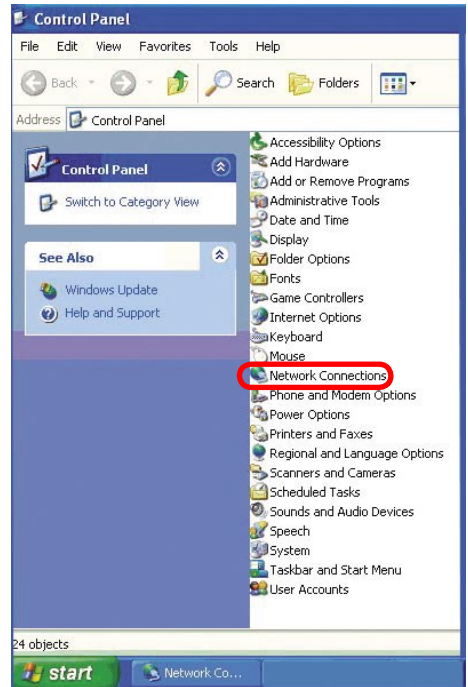 Control Panel
File Edit View Favorites Tools Help
Back Search Folders
Address Control Panel
Control Panel
Switch to Category View
See Also
Windows Update
Help and Support
Accessibility Options
Add Hardware
Add or Remove Programs
Administrative Tools
Date and Time
Display
Folder Options
Fonts
Game Controllers
Internet Options
Keyboard
Mouse
Network Connections
Phone and Modem Options
Power Options
Printers and Faxes
Regional and Language Options
Scanners and Cameras
Scheduled Tasks
Sounds and Audio Devices
Speech
System
Taskbar and Start Menu
User Accounts
24 objects
start Network Co...